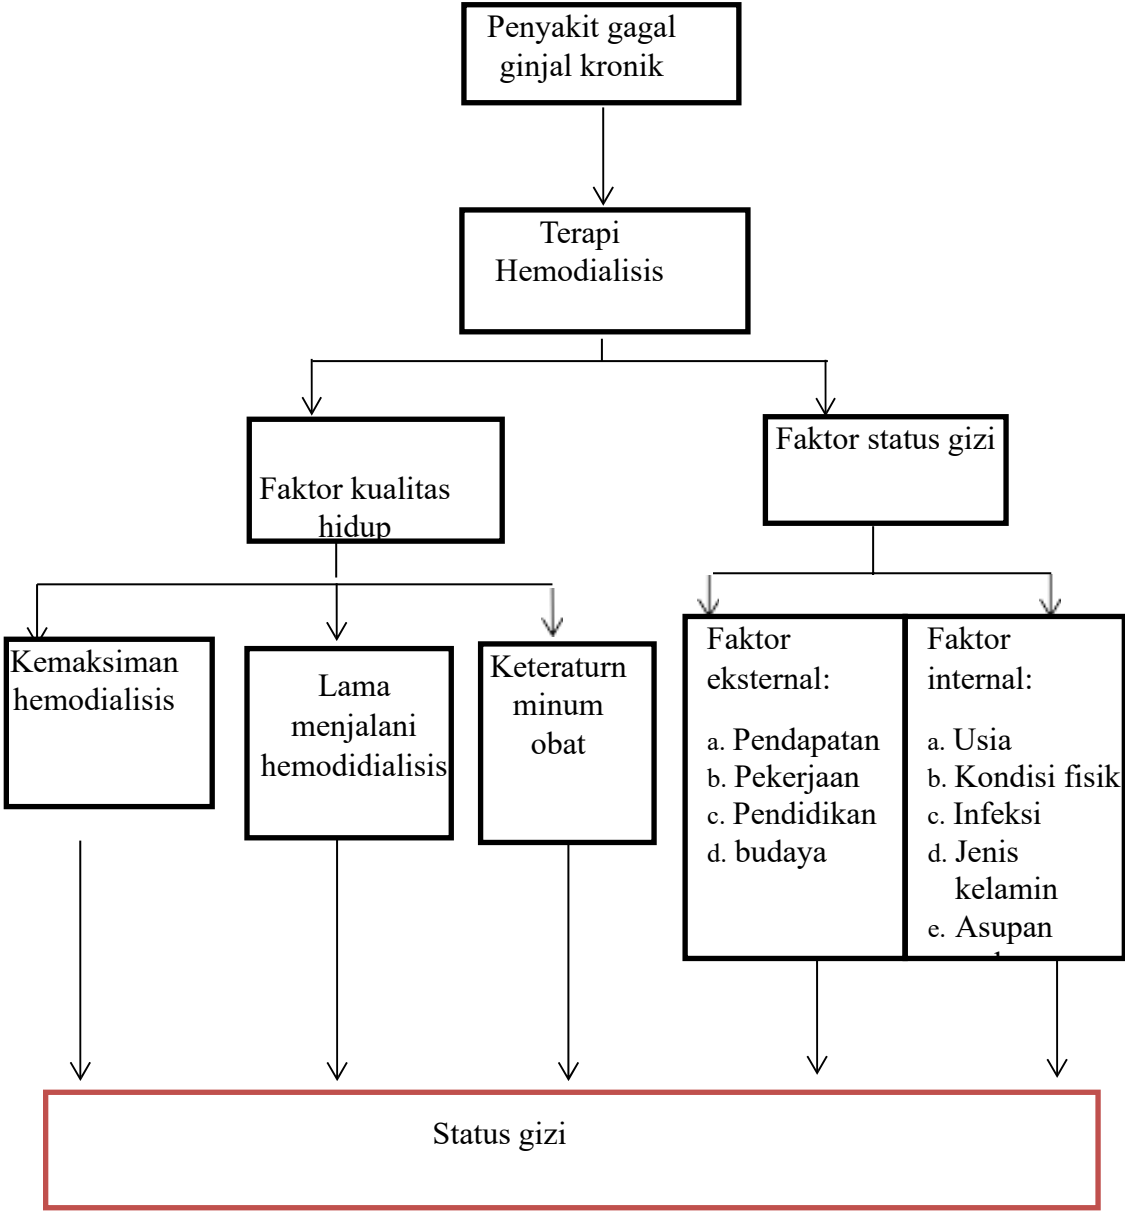 Penyakit gagal
ginjal kronik
Terapi
Hemodialisis
Faktor kualitas
hidup
Faktor status gizi
Kemaksiman
hemodialisis
Lama
menjalani
hemodidialisis
Keteraturn
minum
obat
Faktor
eksternal:
a. Pendapatan
b. Pekerjaan
c. Pendidikan
d. budaya
Faktor
internal:
a. Usia
b. Kondisi fisik
c. Infeksi
d. Jenis
kelamin
e. Asupan
Status gizi